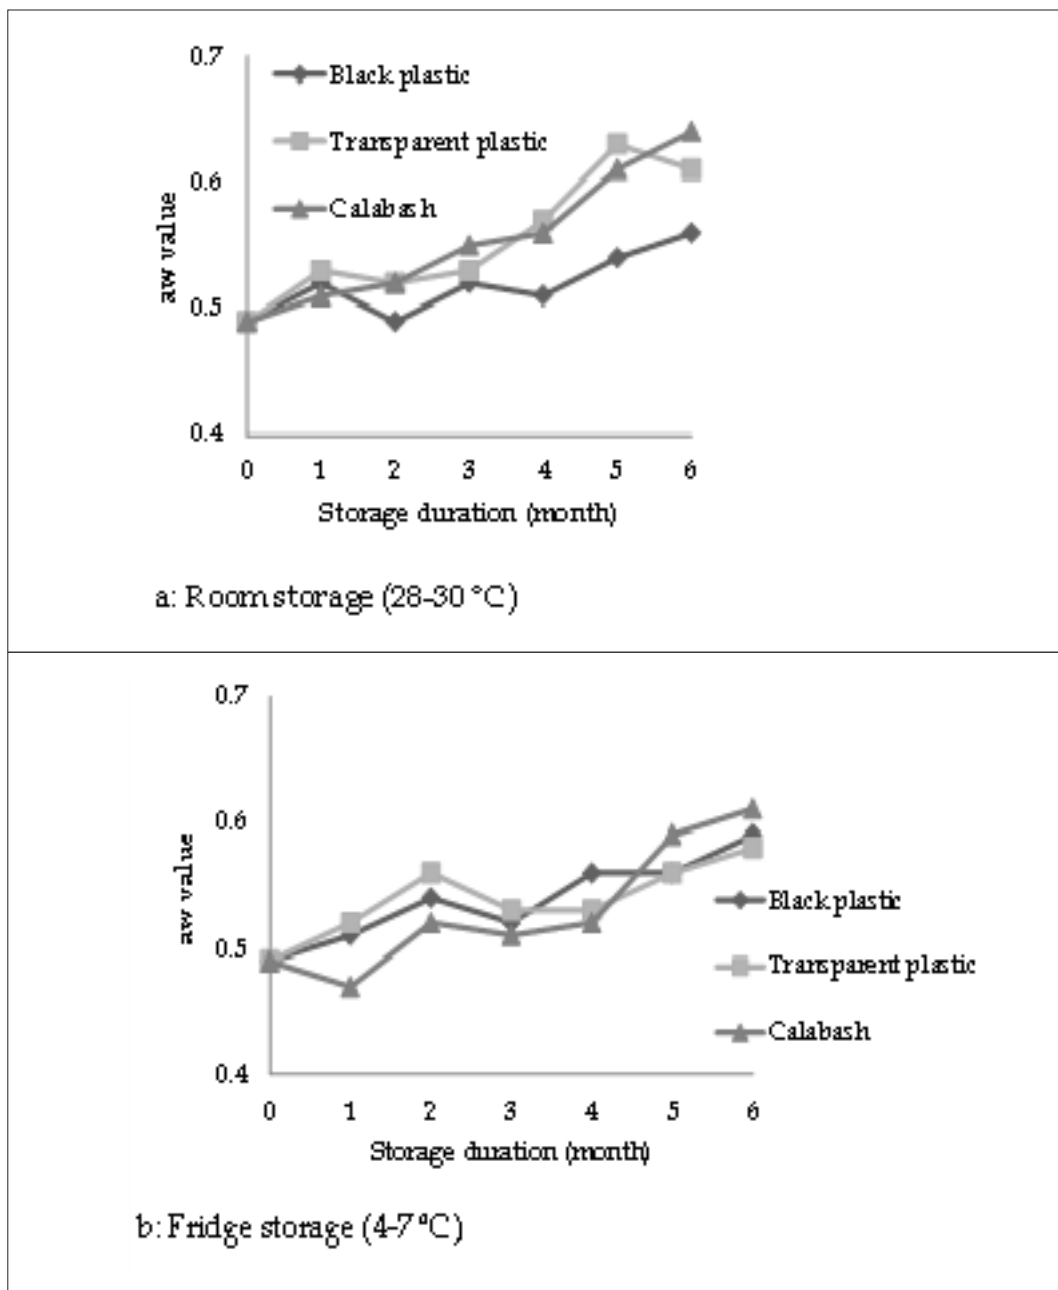 0.7
Black plastic
Transparent plastic
0.6
Calabash
aw value
0.5
0.4
0 1 2 3 4 5 6
Storage duration (month)
a: Room storage (28-30 °C)
0.7
0.6
aw value
Black plastic
0.5
Transparent plastic
Calabash
0.4
0 1 2 3 4 5 6
Storage duration (month)
b: Fridge storage (4-7 °C)